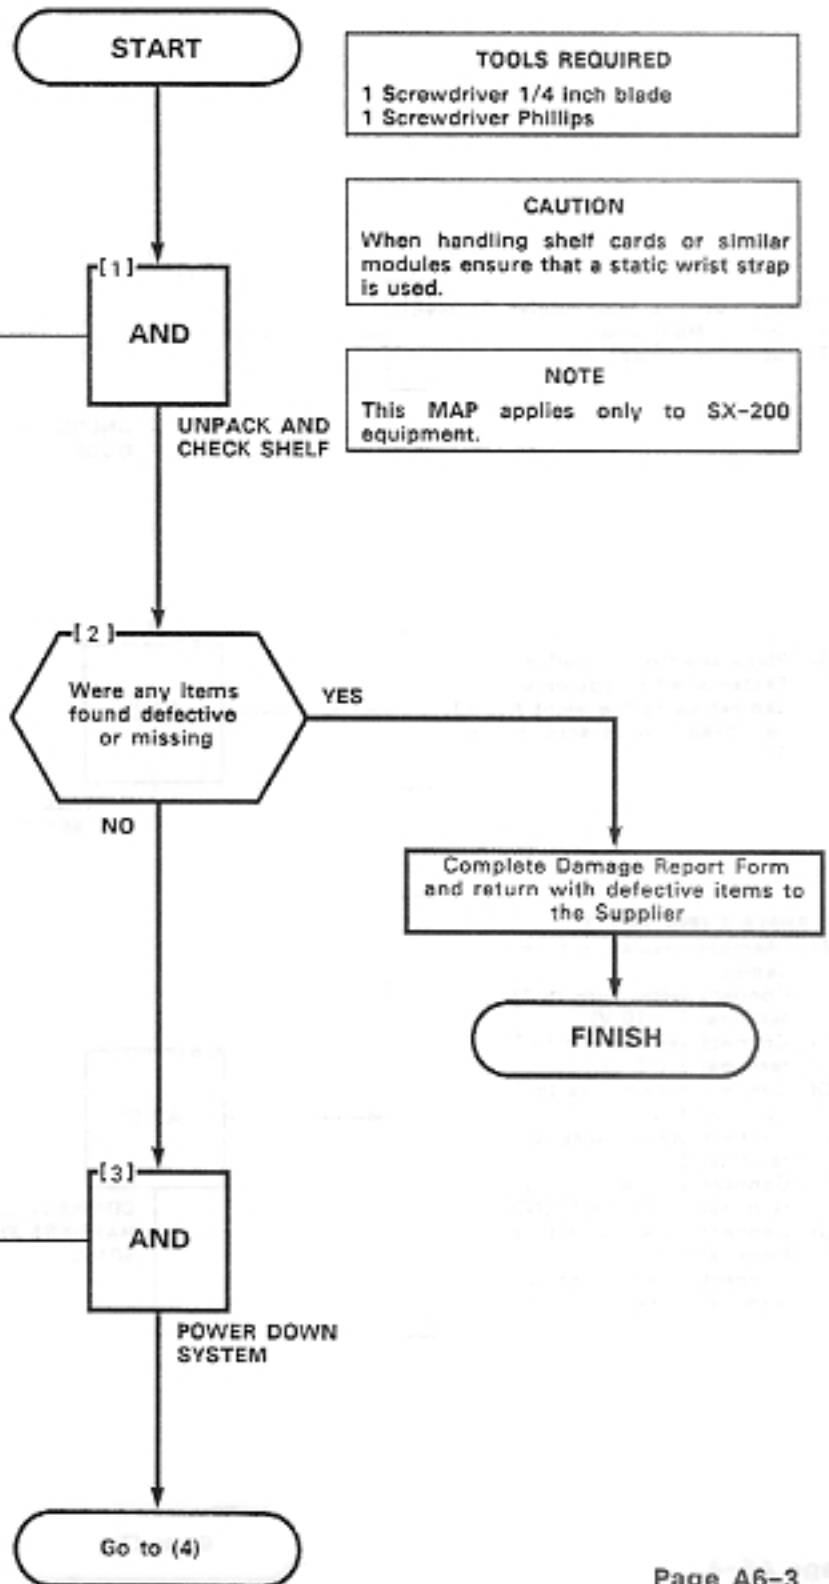 START
TOOLS REQUIRED
1 Screwdriver 1/4 inch blade
1 Screwdriver Phillips
CAUTION
When handling shelf cards or similar
modules ensure that a static wrist strap
is used.
[1]
AND
NOTE
This MAP applies only to SX-200
equipment.
UNPACK AND
CHECK SHELF
[2]
Were any items
found defective
or missing
YES
NO
Complete Damage Report Form
and return with defective items to
the Supplier
FINISH
[3]
AND
POWER DOWN
SYSTEM
Go to (4)
Page A6-3